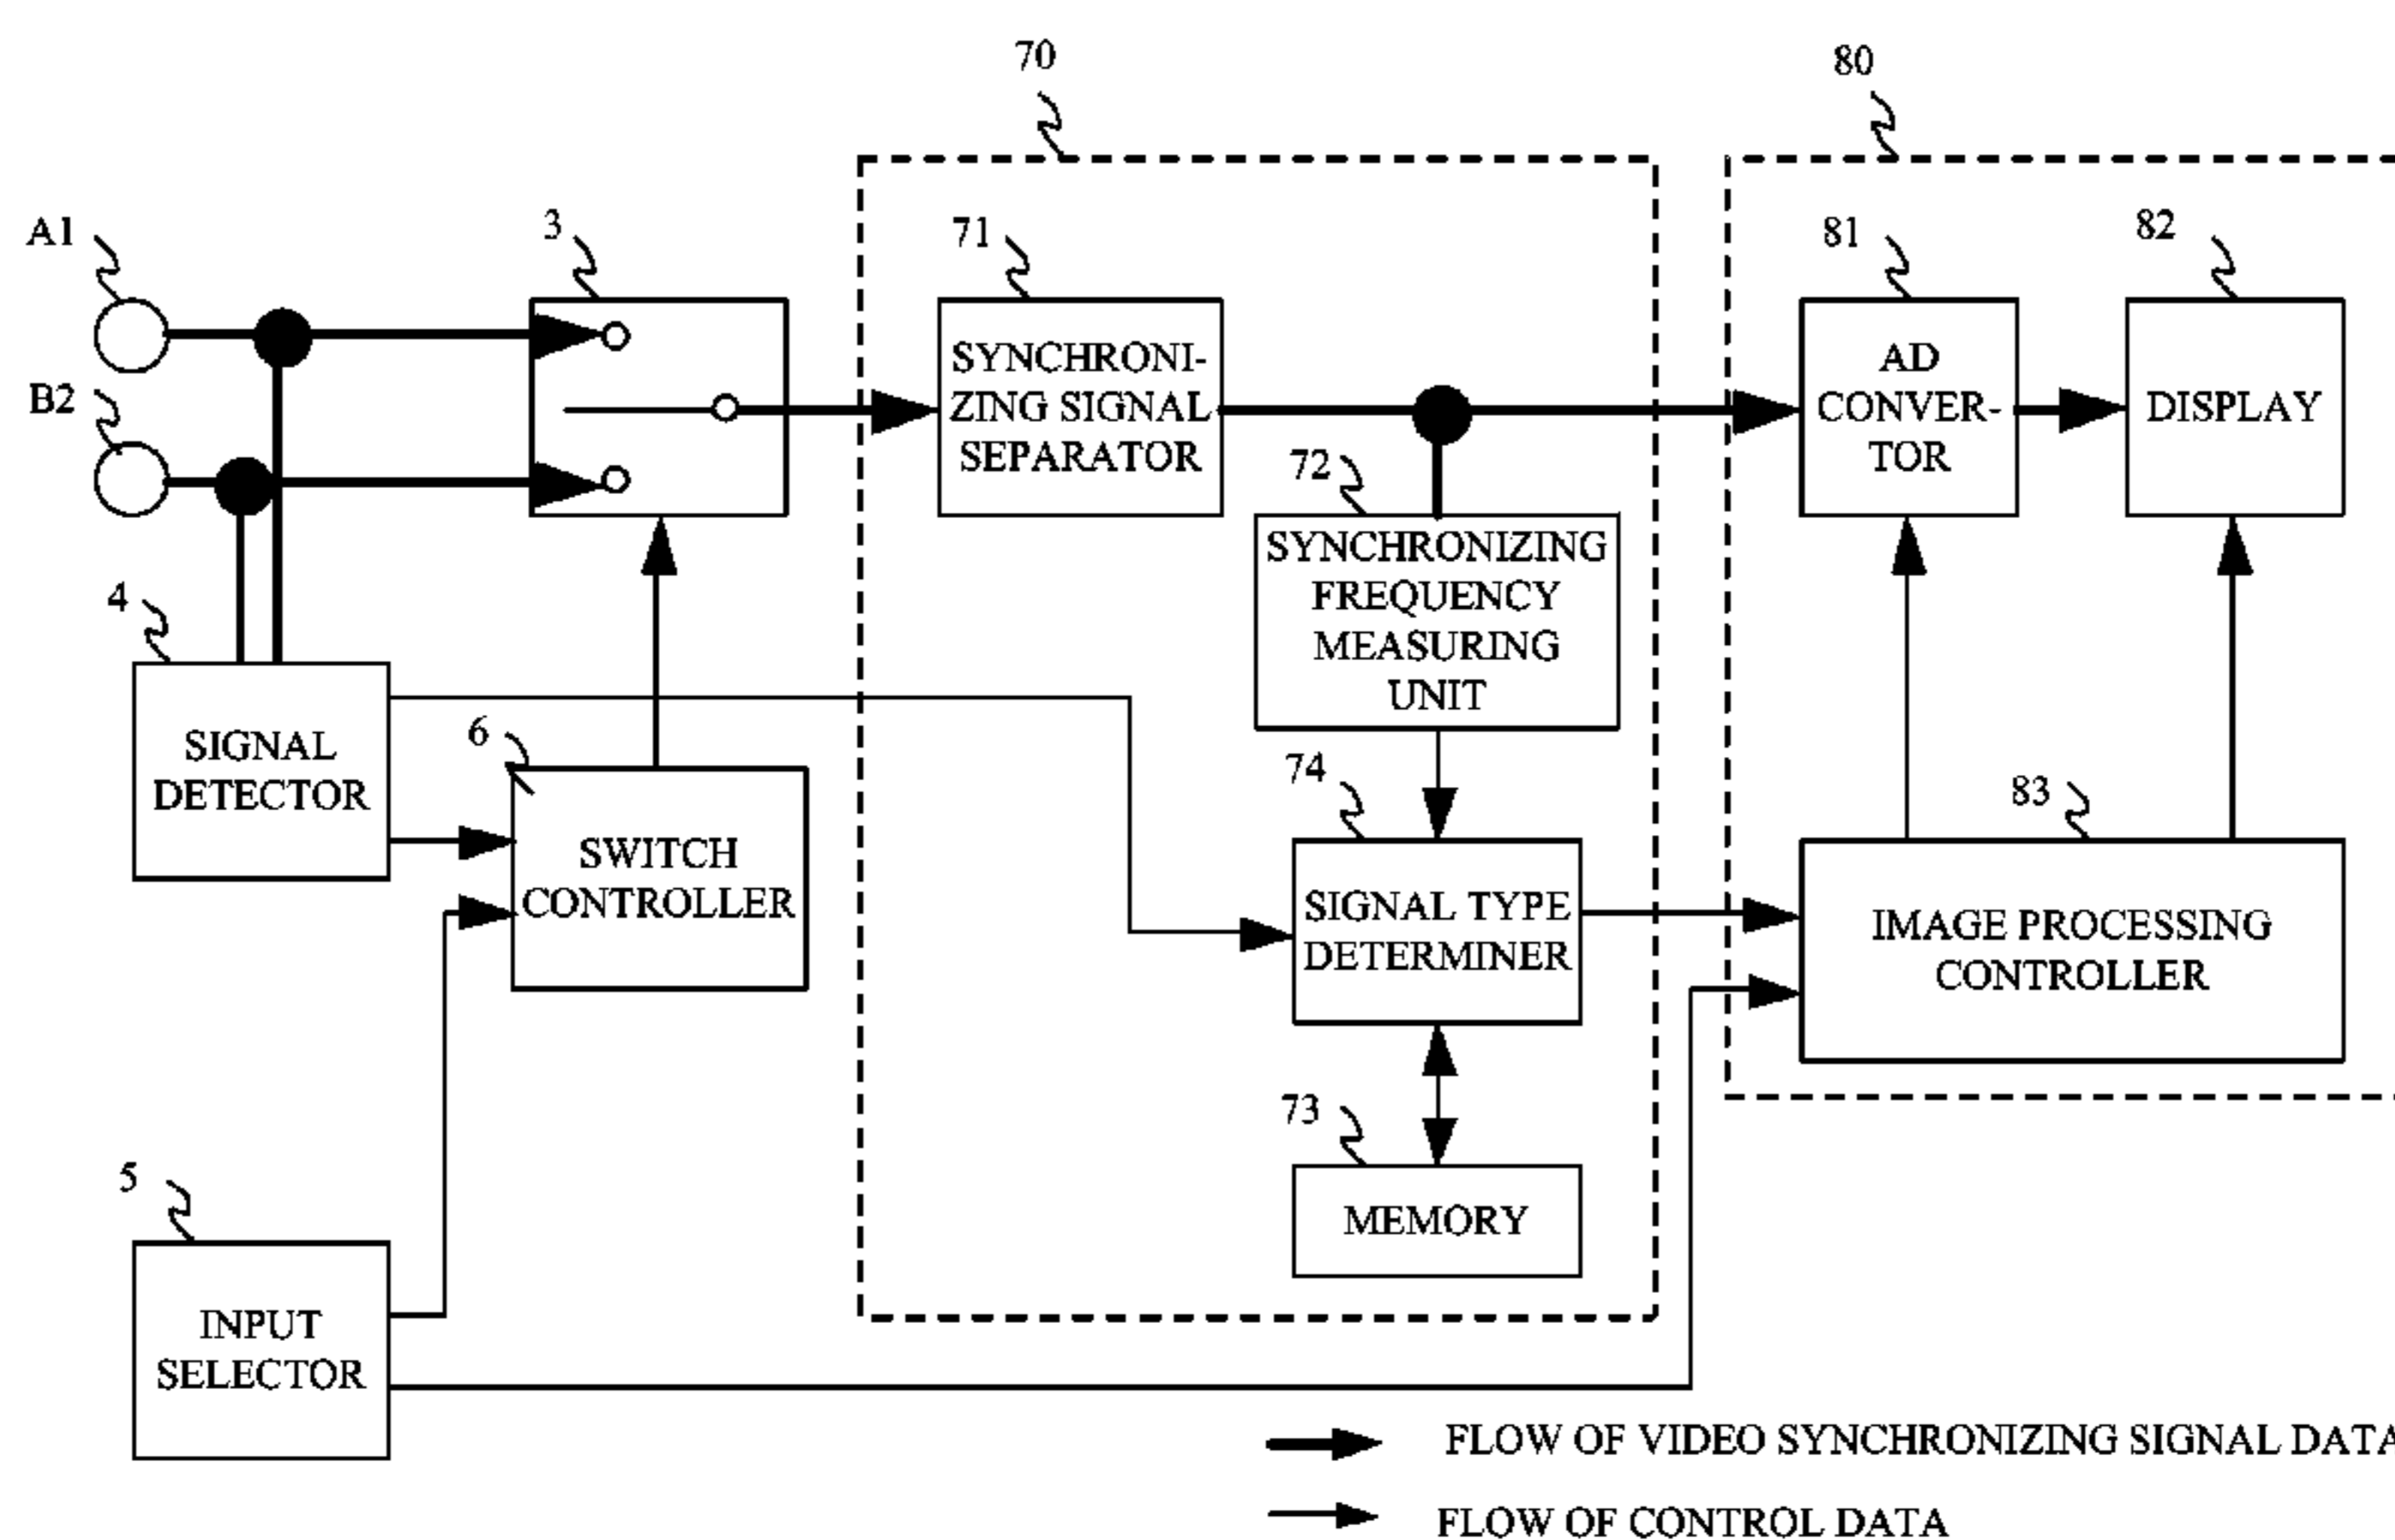 70
80
A1
3
71
81
82
B2
SYNCHRONI-
ZING SIGNAL
SEPARATOR
AD
CONVER-
TOR
DISPLAY
72
SYNCHRONIZING
FREQUENCY
MEASURING
UNIT
4
SIGNAL
DETECTOR
6
SWITCH
CONTROLLER
74
SIGNAL TYPE
DETERMINER
83
IMAGE PROCESSING
CONTROLLER
73
MEMORY
5
INPUT
SELECTOR
FLOW OF VIDEO SYNCHRONIZING SIGNAL DATA
FLOW OF CONTROL DATA